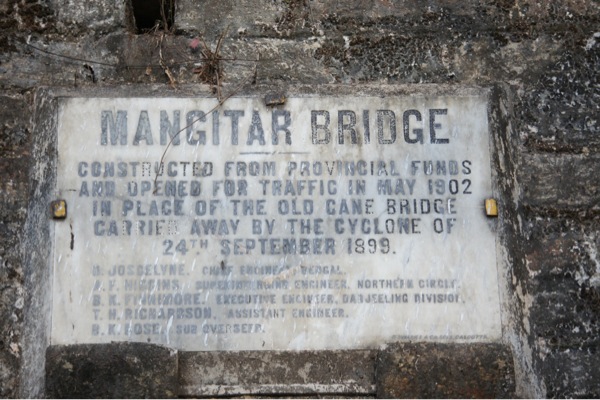 MANGITAR BRIDGE
CONSTRUCTED FROM PROVINCIAL FUNDS
AND OPENED FOR TRAFFIC IN MAY 1902
IN PLACE OF THE OLD CANE BRIDGE
CARRIED AWAY BY THE CYCLONE OF
24TH SEPTEMBER 1899.
JOSCELYNE, CHIEF ENGINEER, BENGAL.
A. F. SUPERINTENDING ENGINEER, NORTHERN CIRCLE.
B. K. FINNIMORE, EXECUTIVE ENGINEER, DARJEELING DIVISION.
T. H. RICHARDSON, ASSISTANT ENGINEER.
B. K. BOSE, SUB OVERSEER.